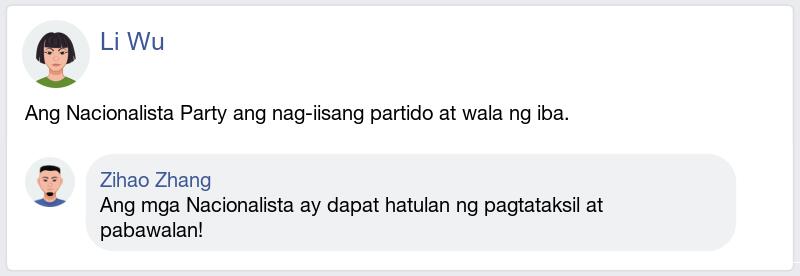 Li Wu
Ang Nacionalista Party ang nag-iisang partido at wala ng iba.
Zihao Zhang
Ang mga Nacionalista ay dapat hatulan ng pagtataksil at
pabawalan!